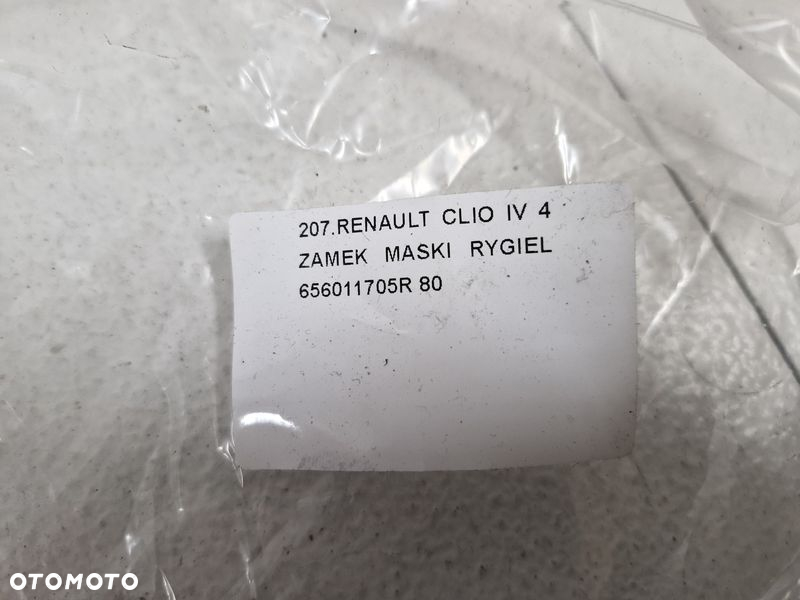 207.RENAULT CLIO IV 4
ZAMEK MASKI RYGIEL
656011705R 80
OTOMOTO